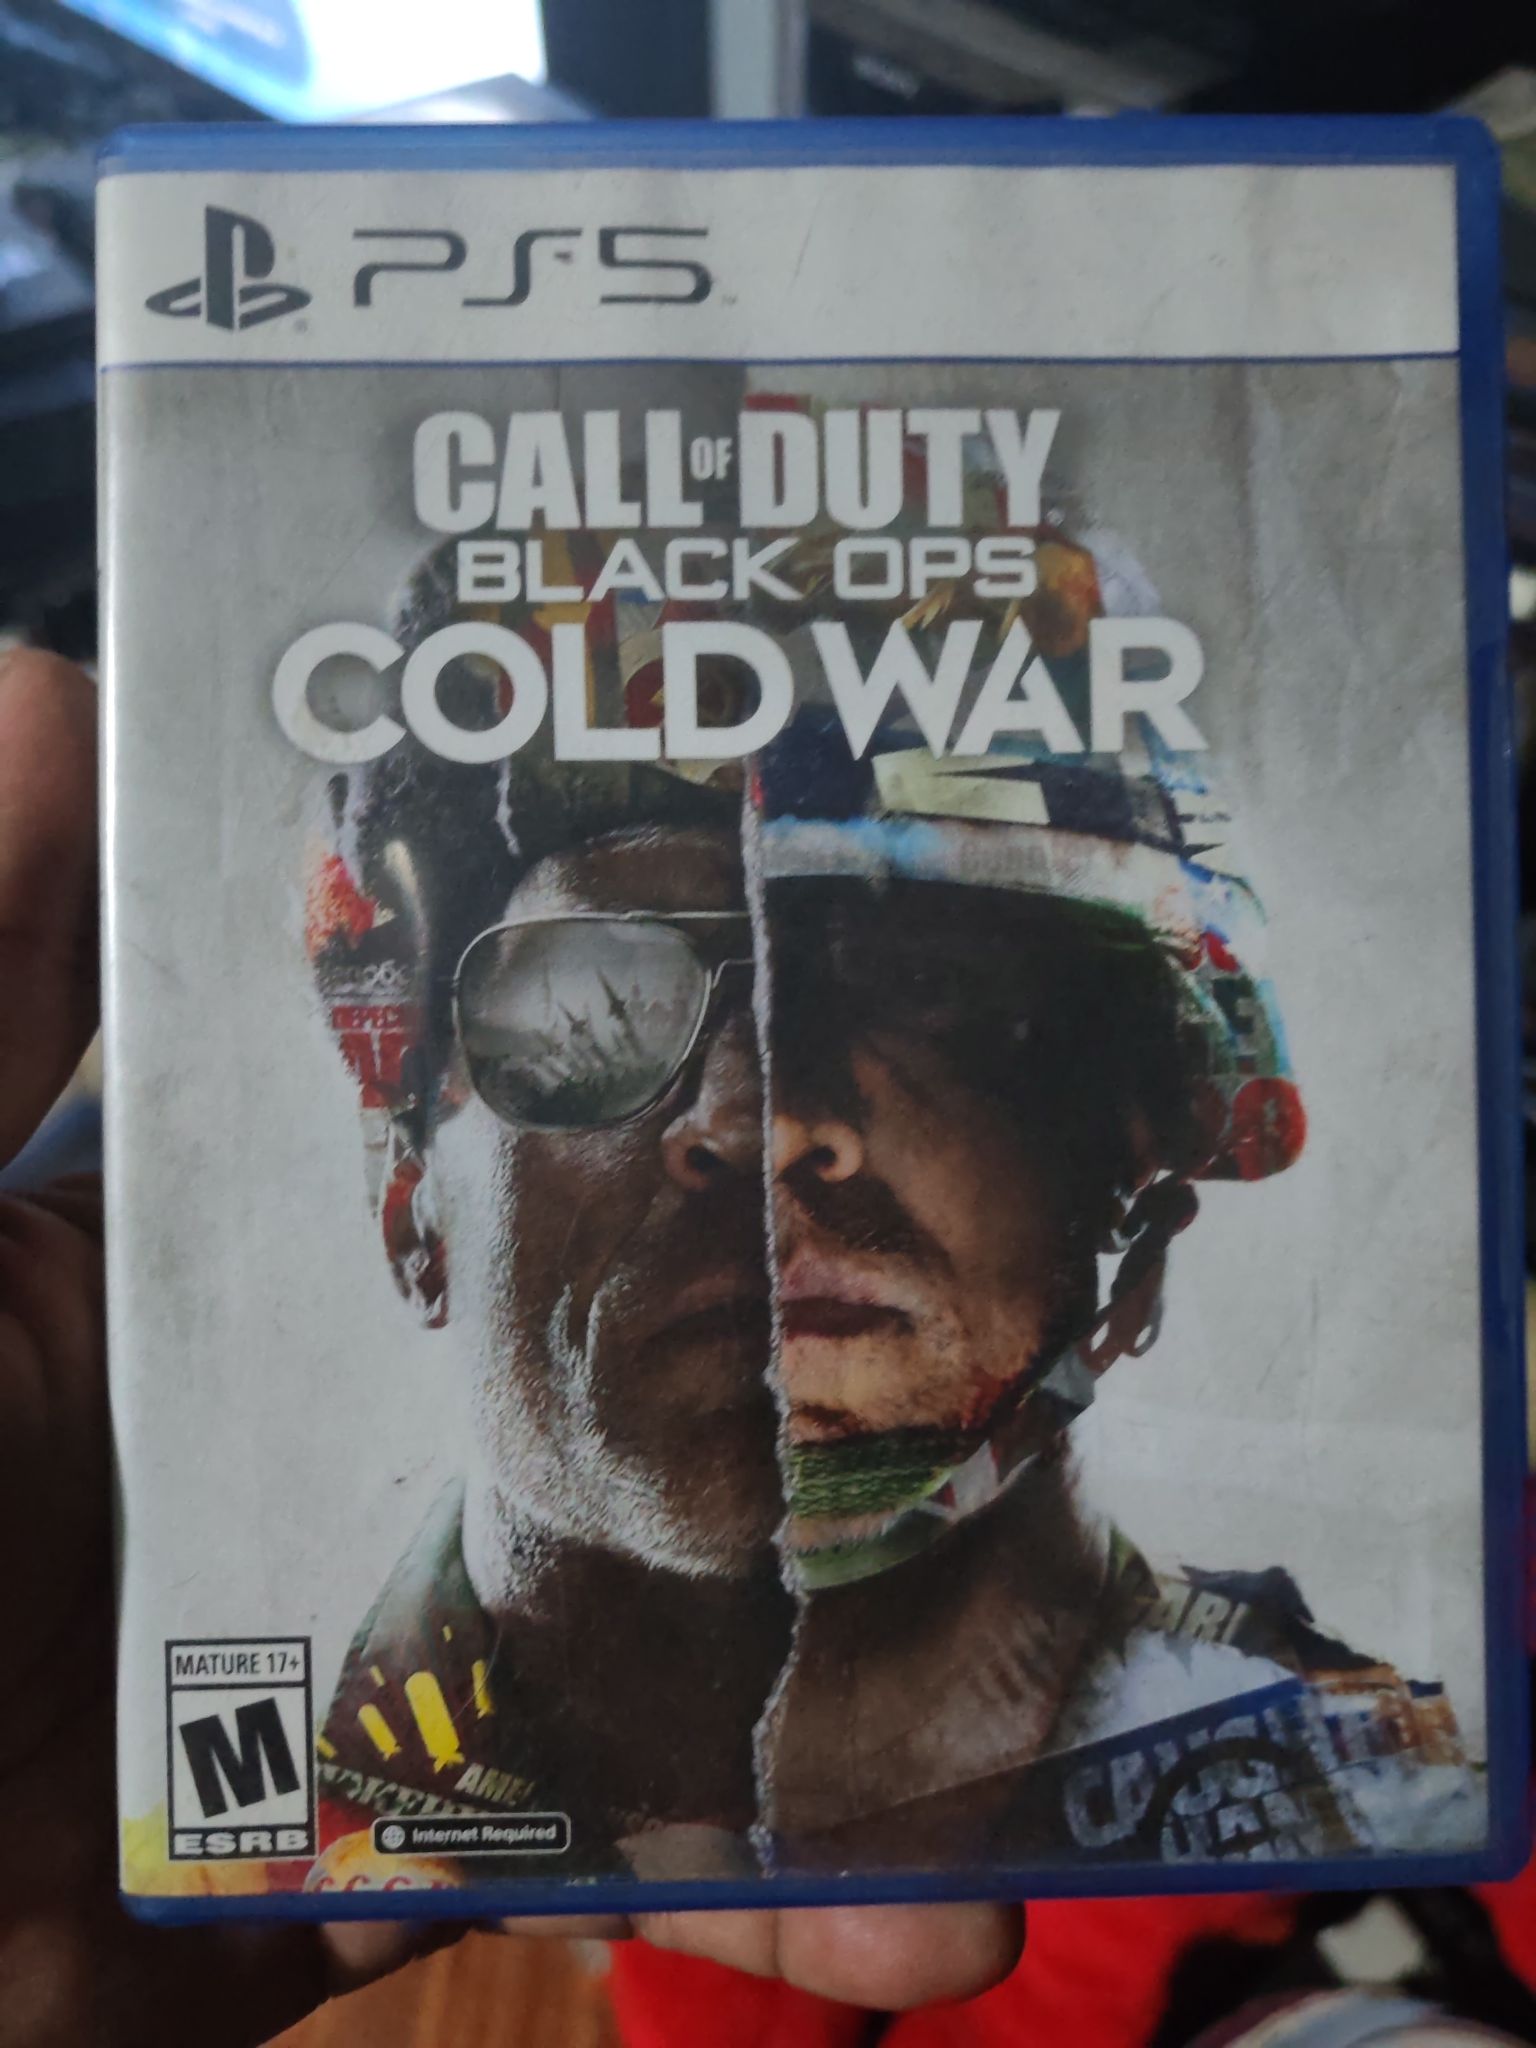 PS5
CALL OF DUTY
BLACK OPS
COLD WAR
MATURE 17+
M
ESRB
Internet Required